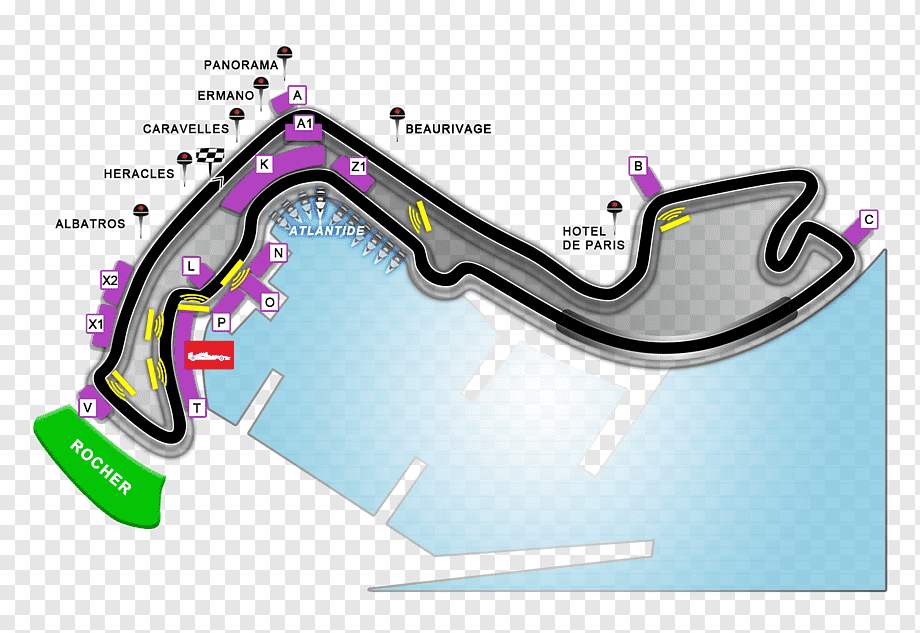 PANORAMA
ERMANO
A
CARAVELLES
A1
BEAURIVAGE
HERACLES
K
Z1
B
ALBATROS
HOTEL
DE PARIS
C
ATLANTIDE
L
N
X2
O
X1
P
V
T
ROCHER